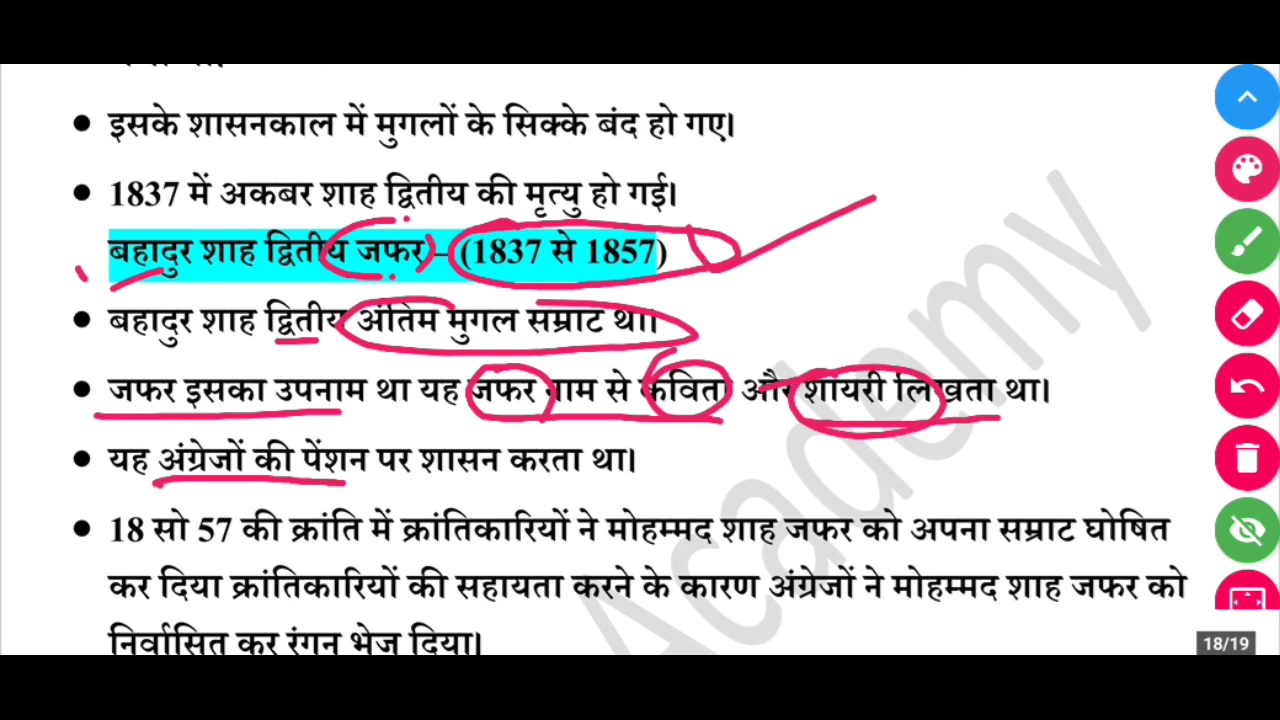 इसके शासनकाल में मुगलों के सिक्के बंद हो गए।
1837 में अकबर शाह द्वितीय की मृत्यु हो गई।
बहादुर शाह द्वितीय जफर – (1837 से 1857)
बहादुर शाह द्वितीय अंतिम मुगल सम्राट था।
जफर इसका उपनाम था यह जफर नाम से कविता और शायरी लिखता था।
यह अंग्रेजों की पेंशन पर शासन करता था।
18 सो 57 की क्रांति में क्रांतिकारियों ने मोहम्मद शाह जफर को अपना सम्राट घोषित
कर दिया क्रांतिकारियों की सहायता करने के कारण अंग्रेजों ने मोहम्मद शाह जफर को
निर्वासित कर रंगून भेज दिया।
Academy
18/19